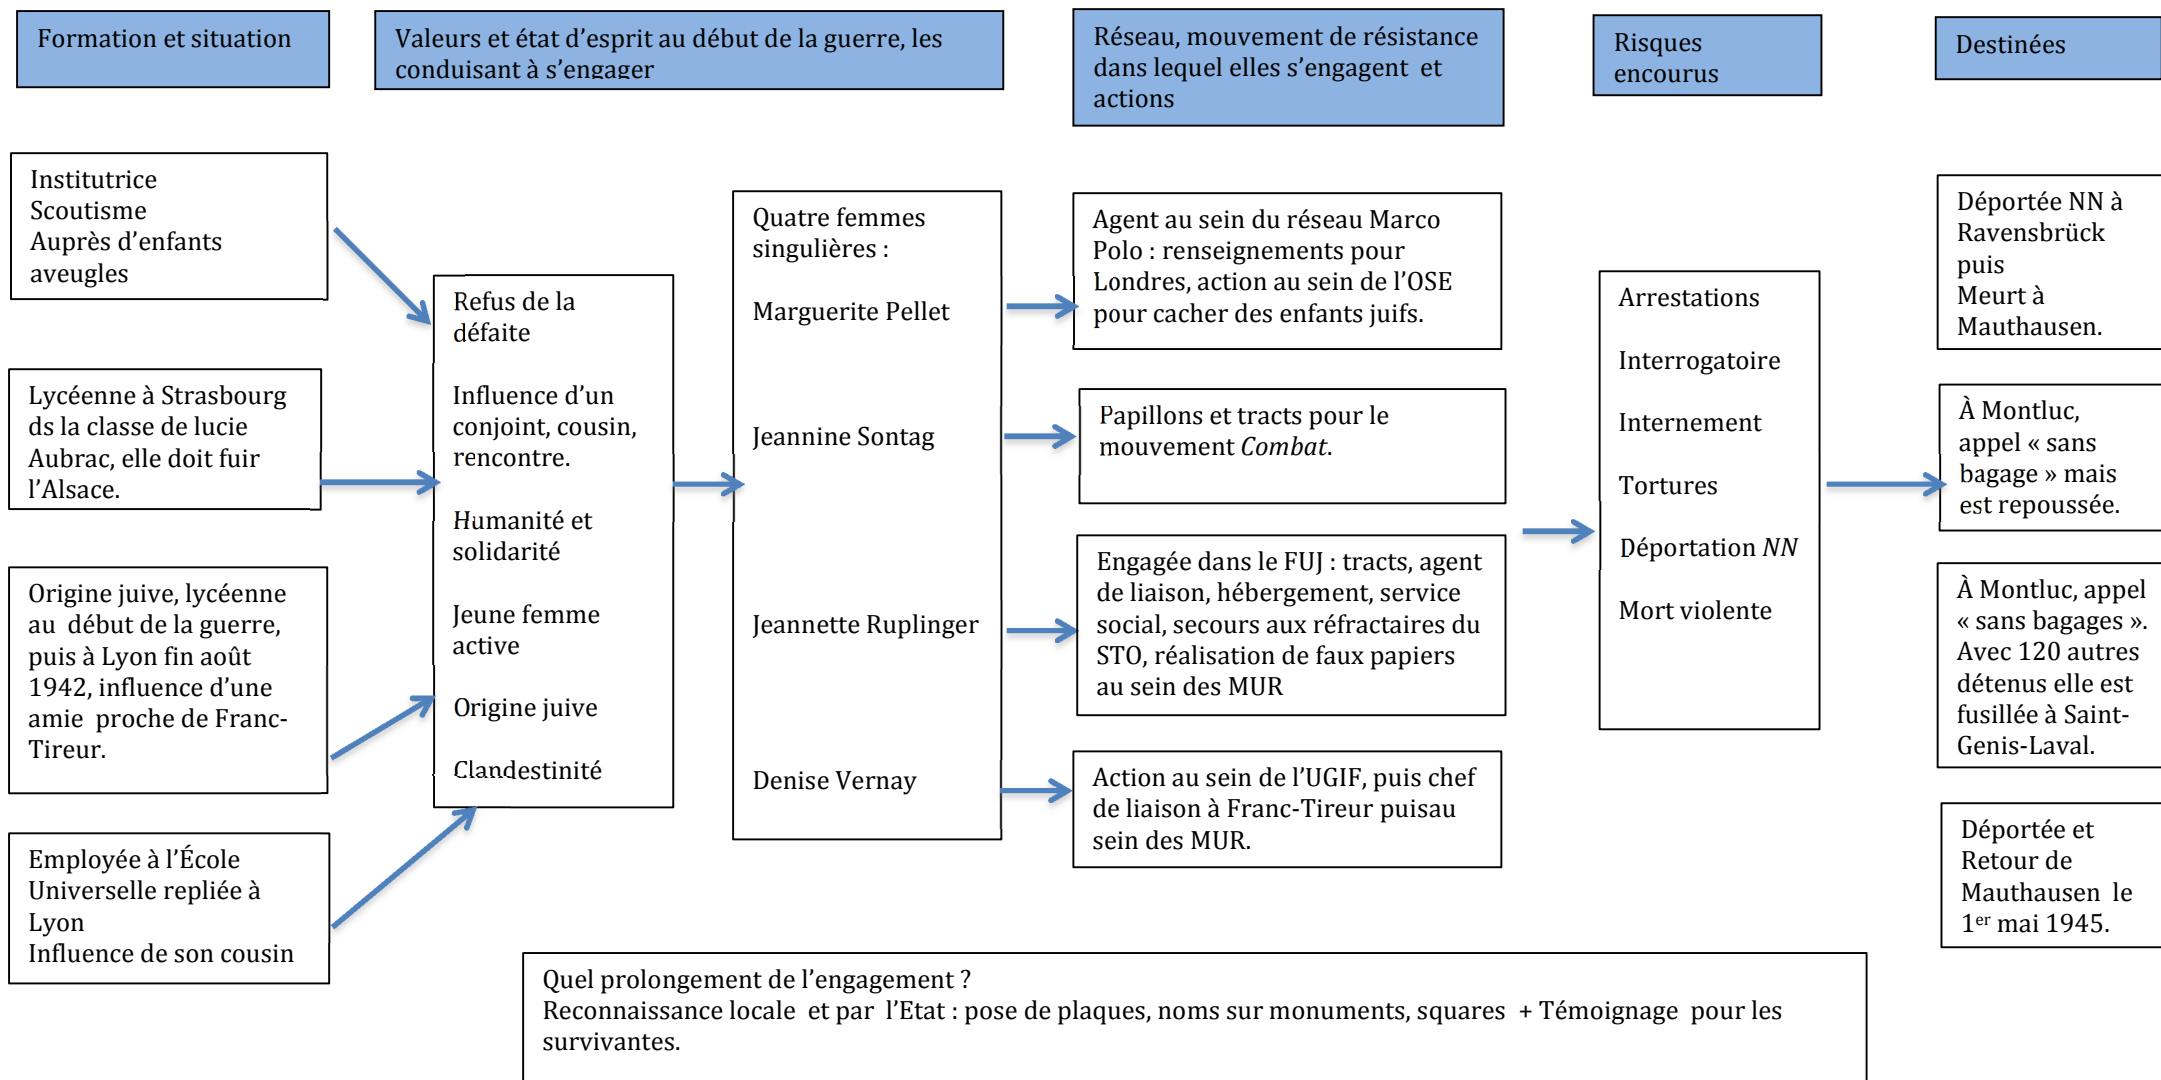 Formation et situation
Valeurs et état d’esprit au début de la guerre, les
conduisant à s’engager
Réseau, mouvement de résistance
dans lequel elles s’engagent et
actions
Risques
encourus
Destinées
Institutrice
Scoutisme
Auprès d’enfants
aveugles
Lycéenne à Strasbourg
ds la classe de lucie
Aubrac, elle doit fuir
l’Alsace.
Origine juive, lycéenne
au début de la guerre,
puis à Lyon fin août
1942, influence d’une
amie proche de Franc-
Tireur.
Employée à l’École
Universelle repliée à
Lyon
Influence de son cousin
Refus de la
défaite
Influence d’un
conjoint, cousin,
rencontre.
Humanité et
solidarité
Jeune femme
active
Origine juive
Clandestinité
Quatre femmes
singulières :
Marguerite Pellet
Jeannine Sontag
Jeannette Ruplinger
Denise Vernay
Agent au sein du réseau Marco
Polo : renseignements pour
Londres, action au sein de l’OSE
pour cacher des enfants juifs.
Papillons et tracts pour le
mouvement Combat.
Engagée dans le FUJ : tracts, agent
de liaison, hébergement, service
social, secours aux réfractaires du
STO, réalisation de faux papiers
au sein des MUR
Action au sein de l’UGIF, puis chef
de liaison à Franc-Tireur puisau
sein des MUR.
Arrestations
Interrogatoire
Internement
Tortures
Déportation NN
Mort violente
Déportée NN à
Ravensbrück
puis
Meurt à
Mauthausen.
À Montluc,
appel « sans
bagage » mais
est repoussée.
À Montluc, appel
« sans bagages ».
Avec 120 autres
détenus elle est
fusillée à Saint-
Genis-Laval.
Déportée et
Retour de
Mauthausen le
1er mai 1945.
Quel prolongement de l’engagement ?
Reconnaissance locale et par l’Etat : pose de plaques, noms sur monuments, squares + Témoignage pour les
survivantes.